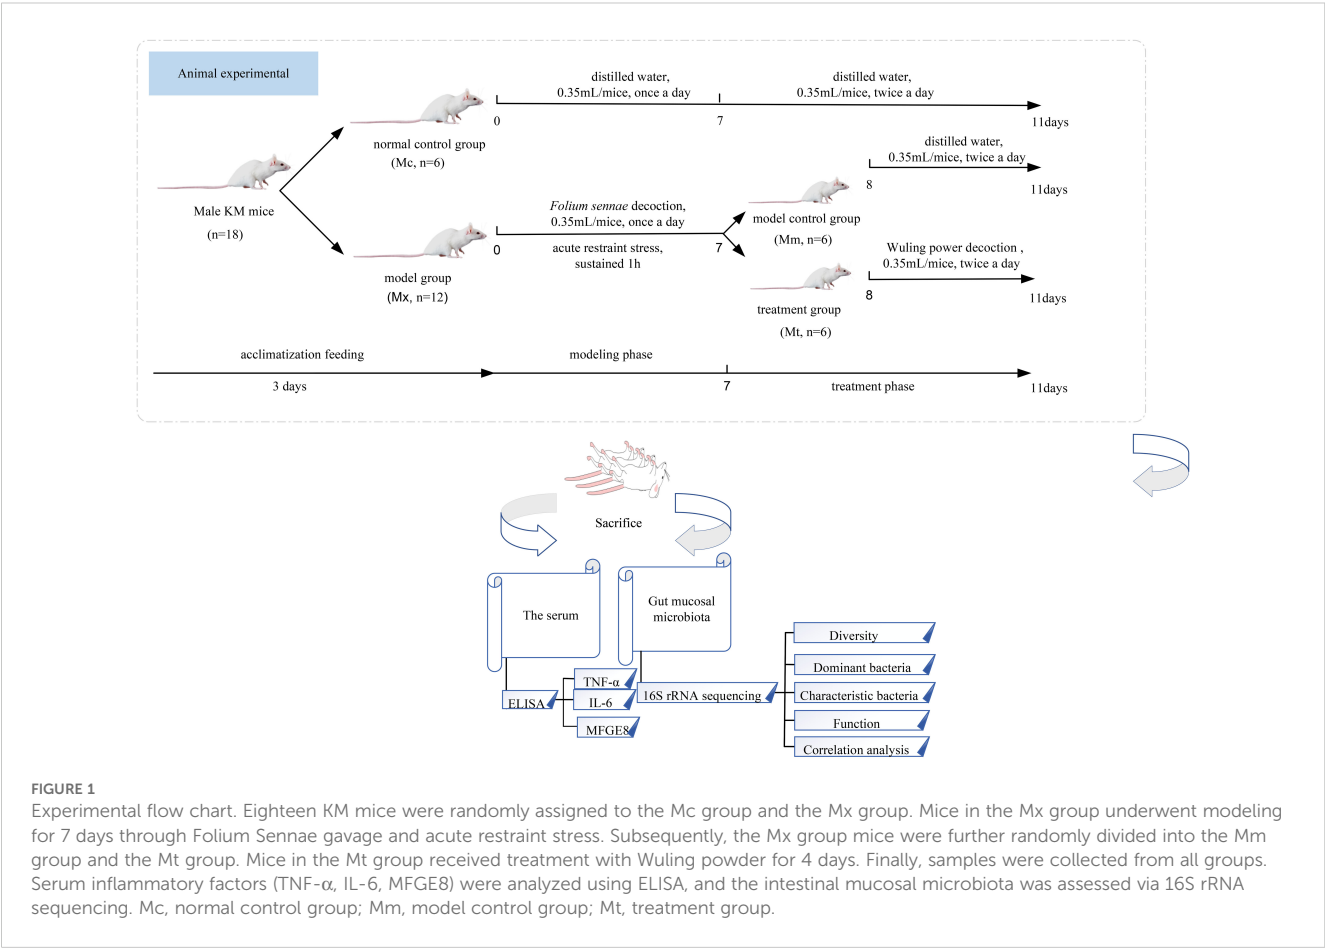 Animal experimental
distilled water,
0.35mL/mice, once a day
distilled water,
0.35mL/mice, twice a day
0
7
11days
normal control group
(Mc, n=6)
Male KM mice
(n=18)
distilled water,
0.35mL/mice, twice a day
8
11days
Folium sennae decoction,
0.35mL/mice, once a day
0
7
acute restraint stress,
sustained 1h
model control group
(Mm, n=6)
model group
(Mx, n=12)
Wuling power decoction ,
0.35mL/mice, twice a day
8
11days
treatment group
(Mt, n=6)
acclimatization feeding
modeling phase
3 days
7
treatment phase
11days
Sacrifice
The serum
Gut mucosal
microbiota
ELISA
TNF-α
IL-6
MFGE8
16S rRNA sequencing
Diversity
Dominant bacteria
Characteristic bacteria
Function
Correlation analysis
FIGURE 1
Experimental flow chart. Eighteen KM mice were randomly assigned to the Mc group and the Mx group. Mice in the Mx group underwent modeling
for 7 days through Folium Sennae gavage and acute restraint stress. Subsequently, the Mx group mice were further randomly divided into the Mm
group and the Mt group. Mice in the Mt group received treatment with Wuling powder for 4 days. Finally, samples were collected from all groups.
Serum inflammatory factors (TNF-α, IL-6, MFGE8) were analyzed using ELISA, and the intestinal mucosal microbiota was assessed via 16S rRNA
sequencing. Mc, normal control group; Mm, model control group; Mt, treatment group.